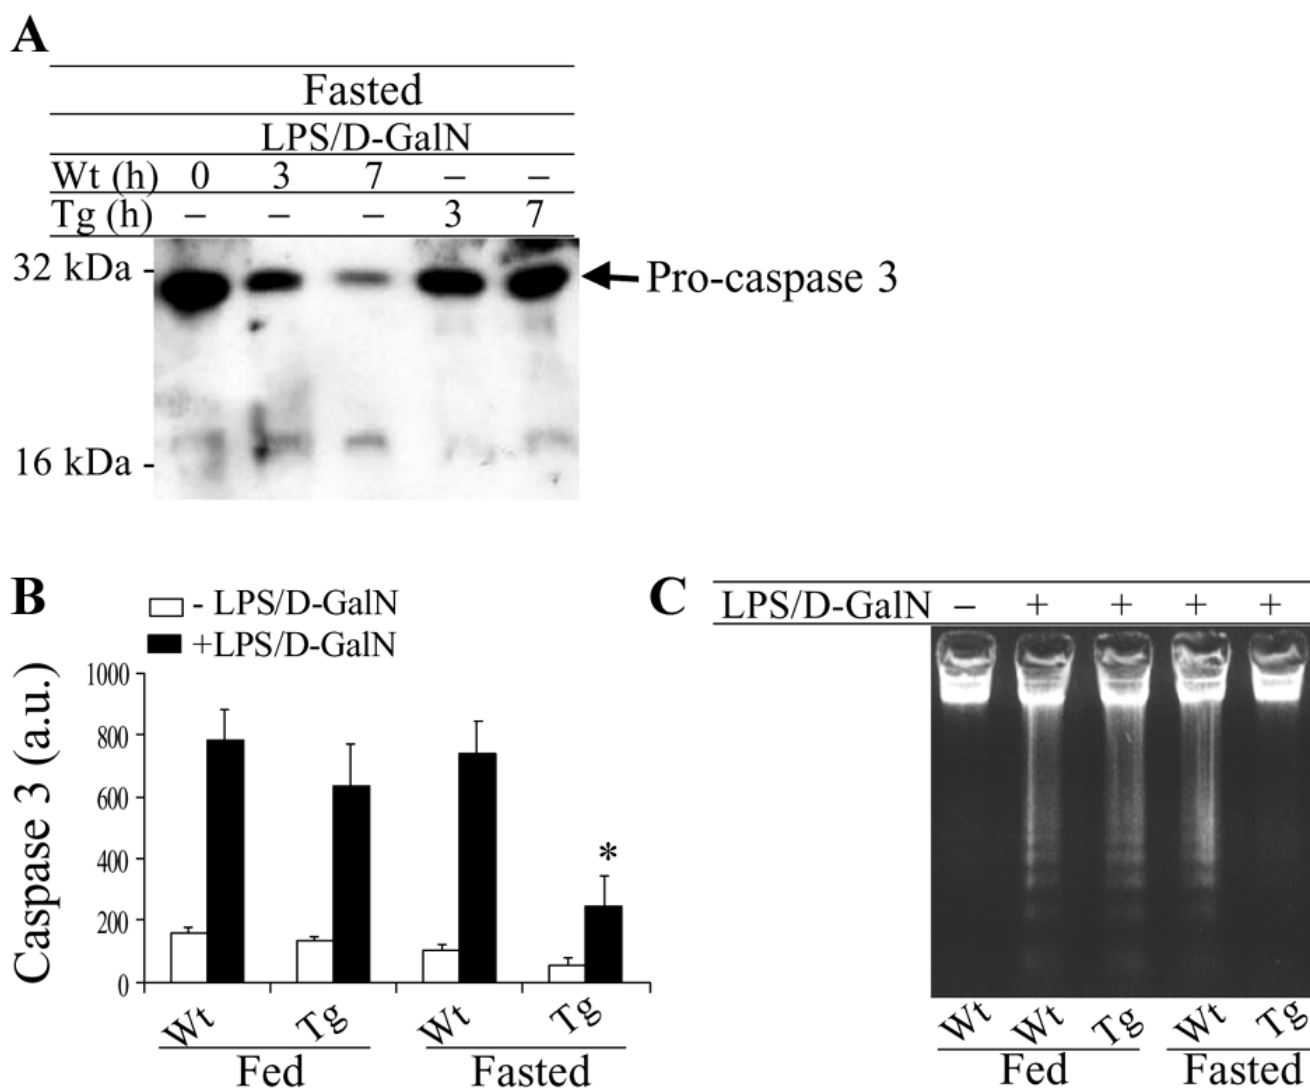 A
Fasted
LPS/D-GalN
Wt (h) 0 3 7 – –
Tg (h) – – – 3 7
32 kDa -
Pro-caspase 3
16 kDa -
B
- LPS/D-GalN
+LPS/D-GalN
Caspase 3 (a.u.)
1000
800
600
400
200
0
*
Wt Tg Wt Tg
Fed Fasted
C
LPS/D-GalN – + + + +
Wt Wt Tg Wt Tg
Fed Fasted